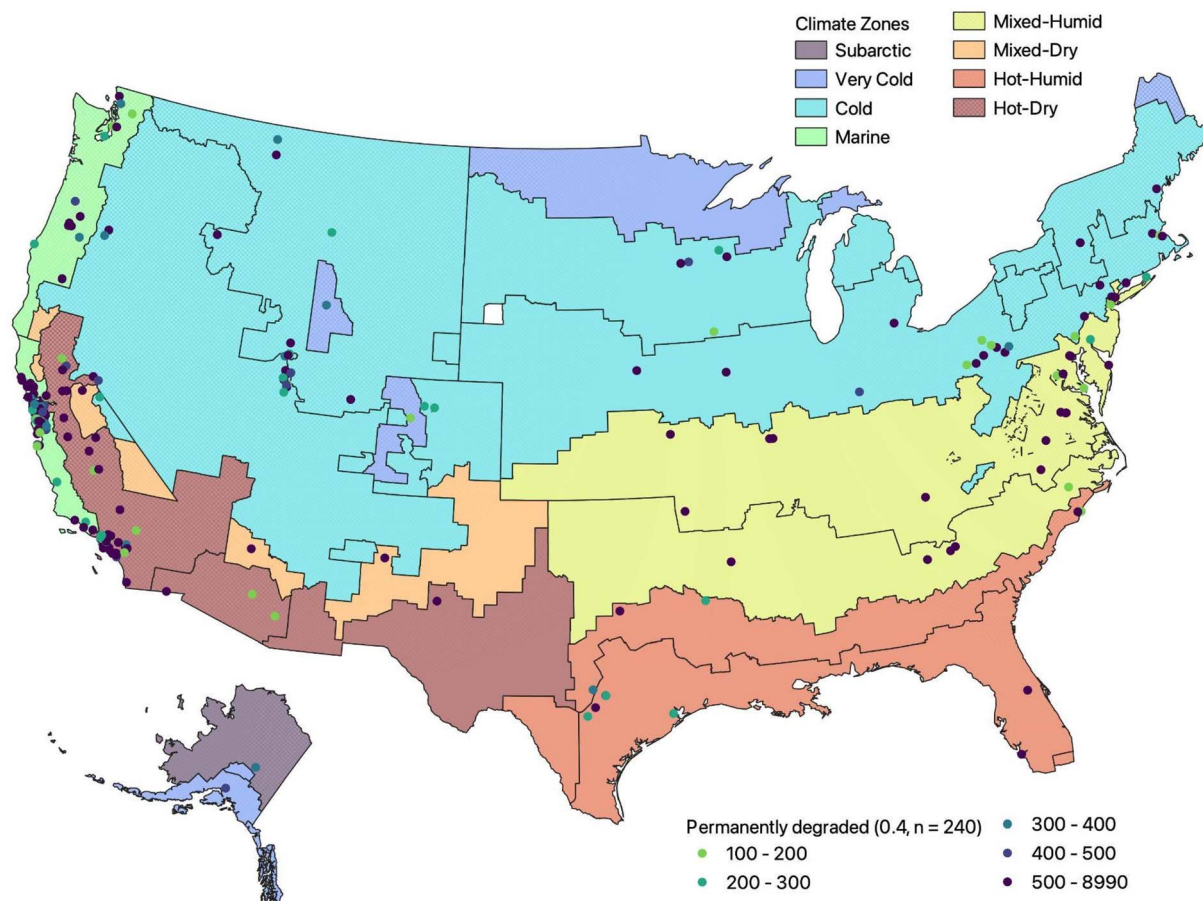 Climate Zones
Subarctic
Very Cold
Cold
Marine
Mixed-Humid
Mixed-Dry
Hot-Humid
Hot-Dry
Permanently degraded (0.4, n = 240)
100 - 200
200 - 300
300 - 400
400 - 500
500 - 8990